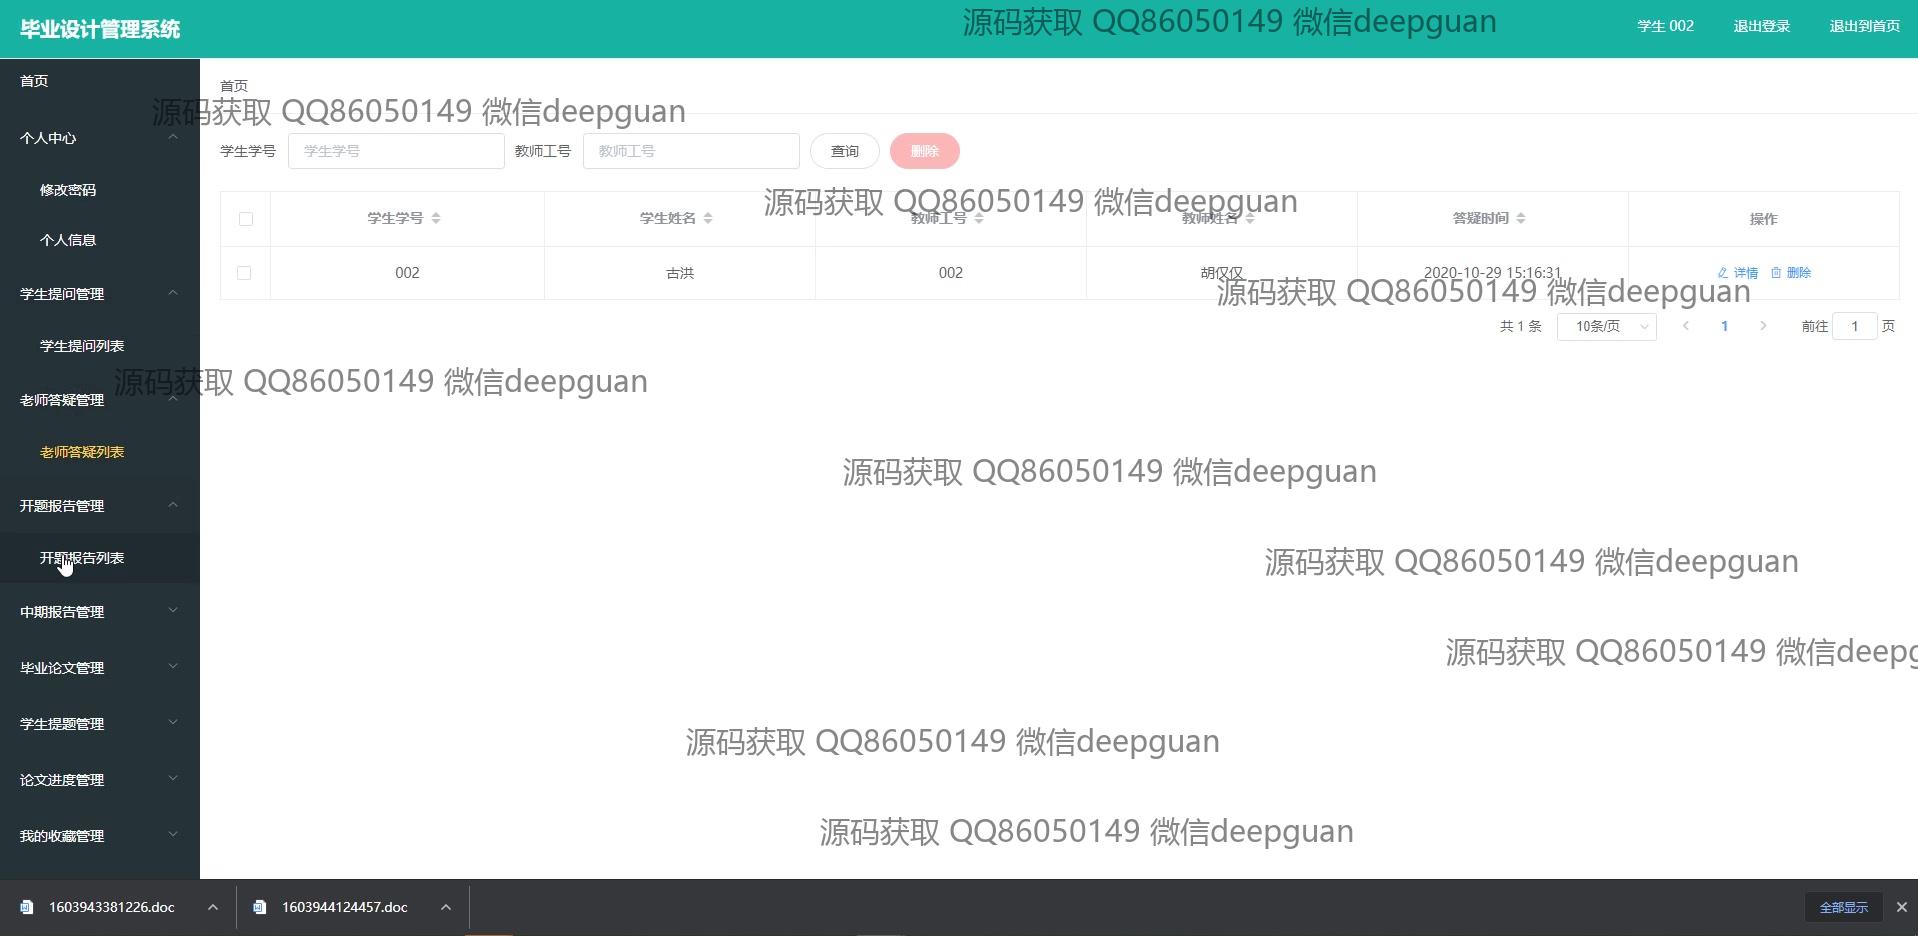 毕业设计管理系统
源码获取 QQ86050149 微信deepguan
学生 002
退出登录
退出到首页
首页
首页
源码获取 QQ86050149 微信deepguan
个人中心
学生学号 学生学号 教师工号 教师工号 查询 删除
修改密码
源码获取 QQ86050149 微信deepguan
学生学号 学生姓名 教师工号 教师姓名 答疑时间 操作
个人信息
002 古洪 002 胡仅仅 2020-10-29 15:16:31 详情 删除
源码获取 QQ86050149 微信deepguan
学生提问管理
共 1 条 10条/页 1 前往 1 页
学生提问列表
源码获取 QQ86050149 微信deepguan
老师答疑管理
老师答疑列表
源码获取 QQ86050149 微信deepguan
开题报告管理
开题报告列表
源码获取 QQ86050149 微信deepguan
中期报告管理
源码获取 QQ86050149 微信deepg
毕业论文管理
学生提题管理
源码获取 QQ86050149 微信deepguan
论文进度管理
我的收藏管理
源码获取 QQ86050149 微信deepguan
1603943381226.doc
1603944124457.doc
全部显示